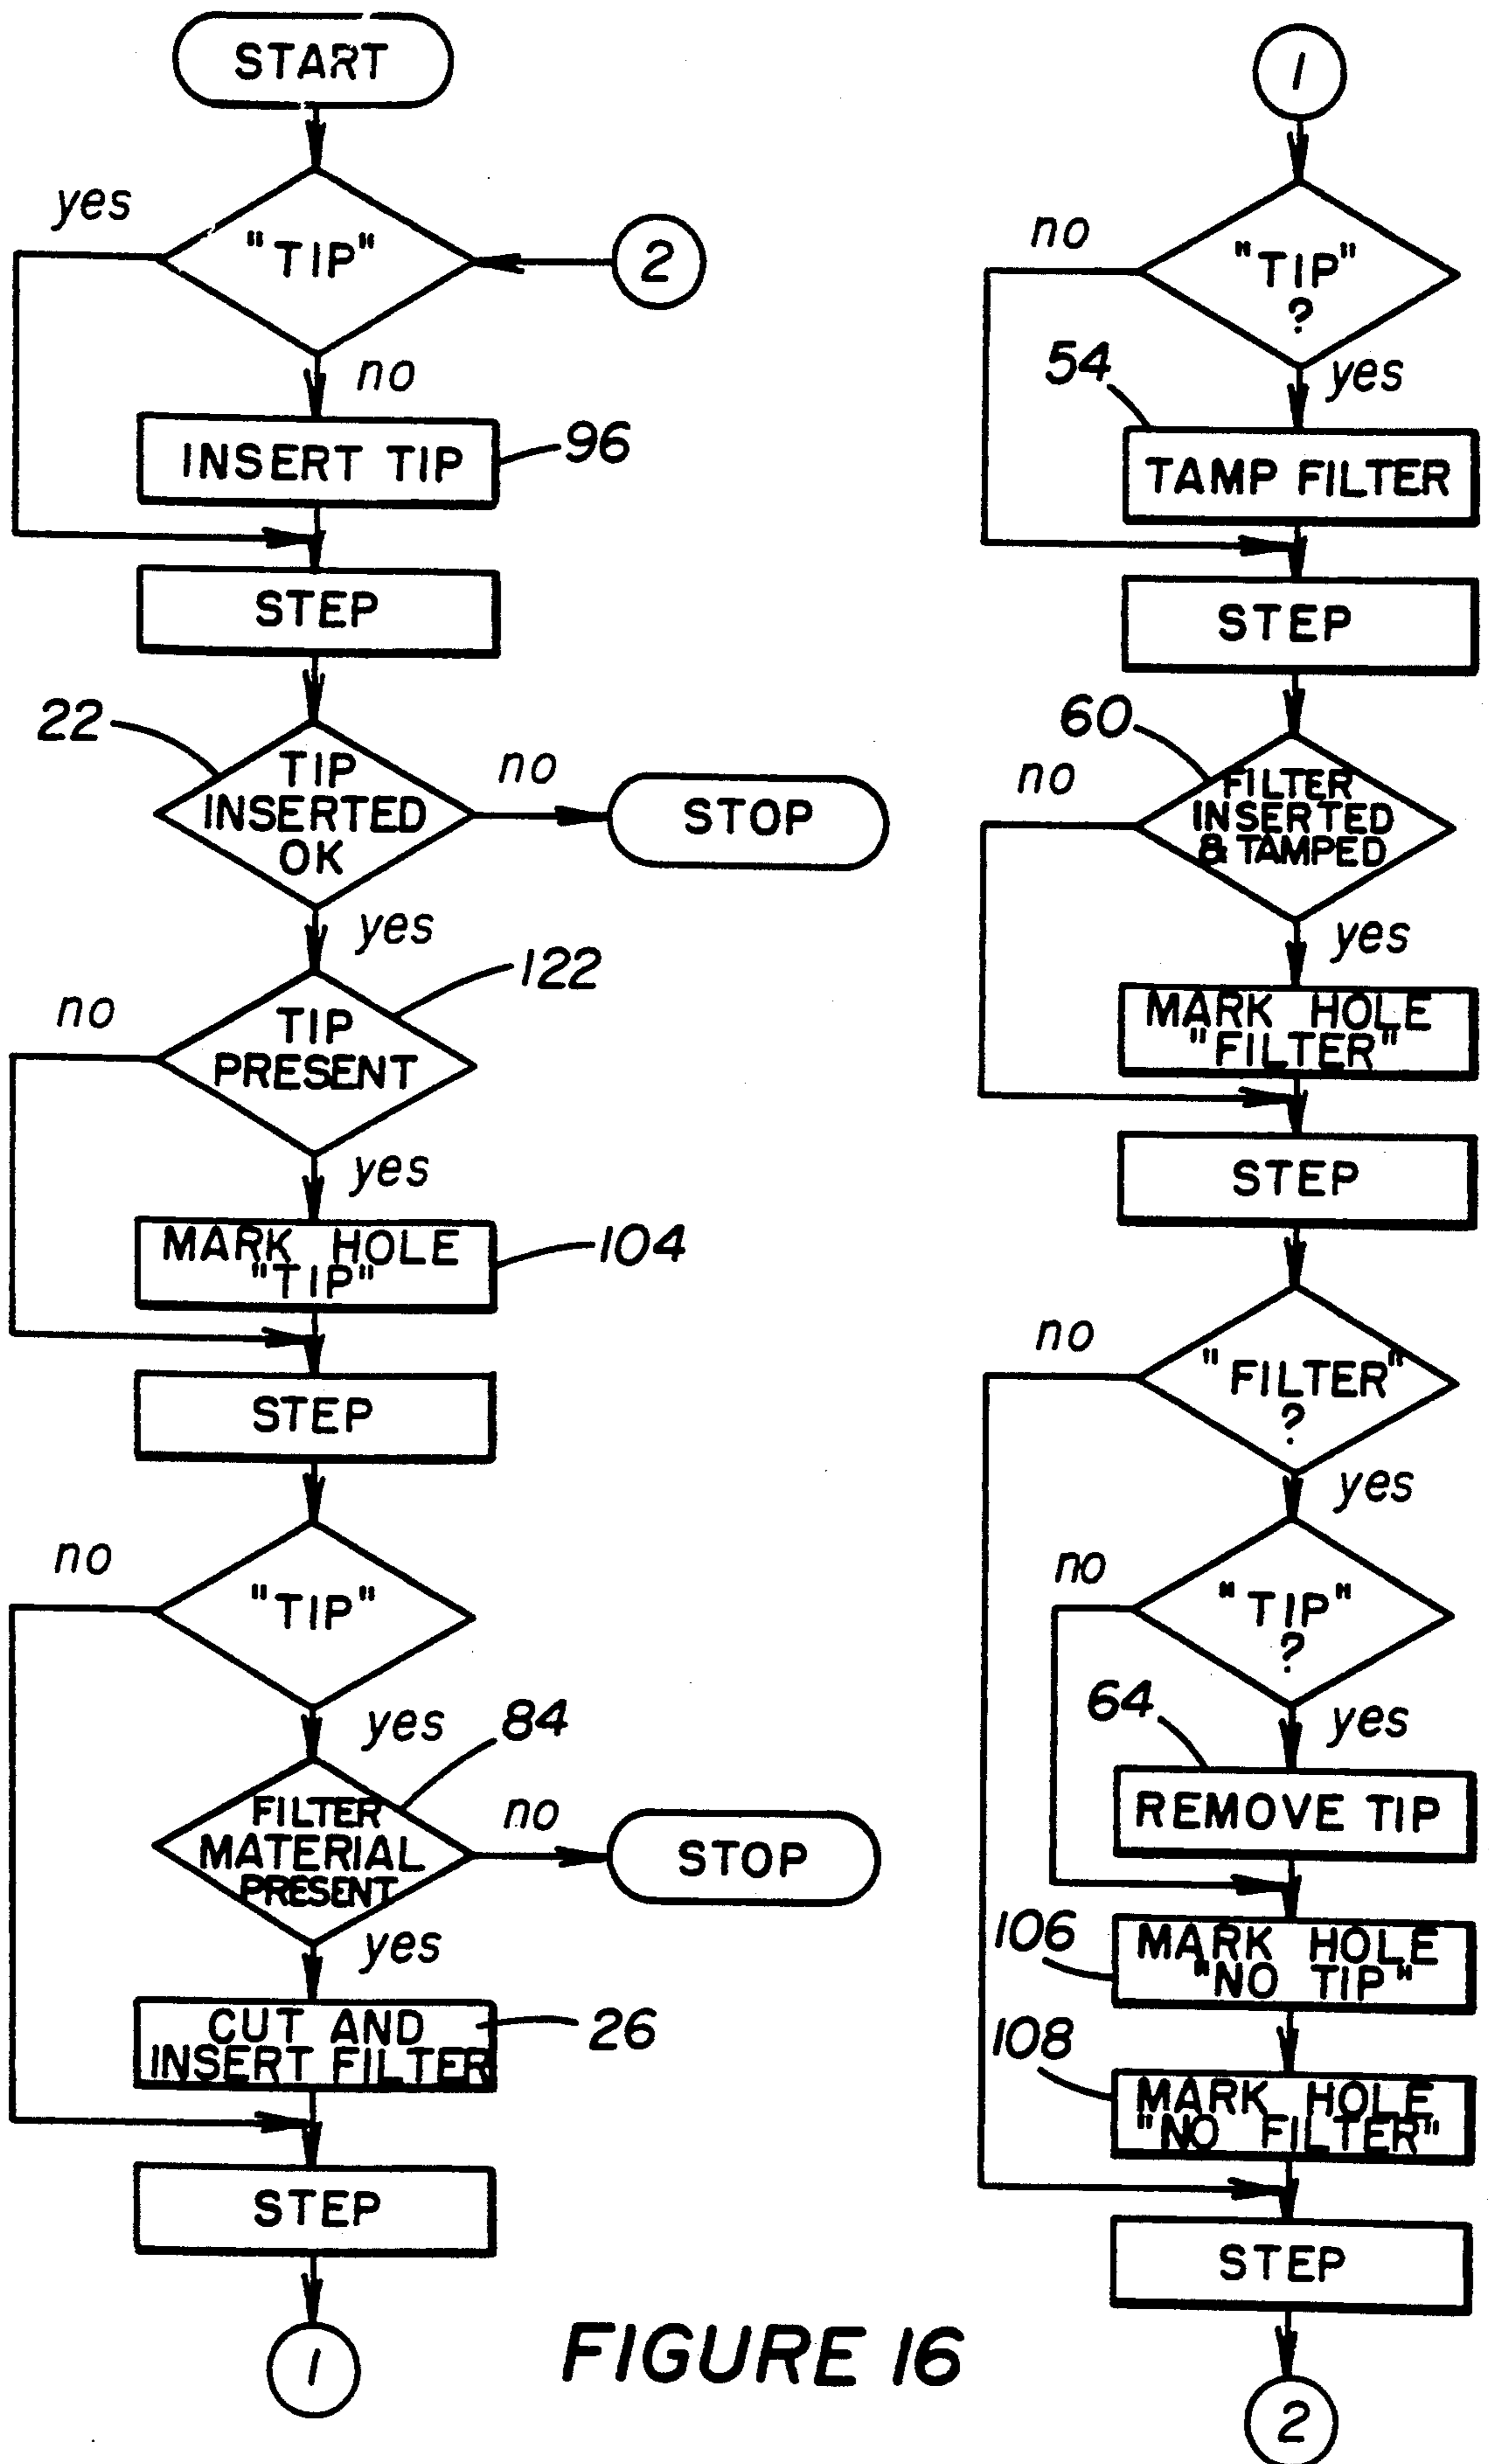 START
yes
"TIP"
2
no
INSERT TIP
96
STEP
22
TIP
INSERTED
OK
no
STOP
yes
122
no
TIP
PRESENT
yes
MARK HOLE
"TIP"
104
STEP
no
"TIP"
yes
84
FILTER
MATERIAL
PRESENT
no
STOP
yes
CUT AND
INSERT FILTER
26
STEP
1
1
no
"TIP"
?
54
yes
TAMP FILTER
STEP
60
no
FILTER
INSERTED
& TAMPED
yes
MARK HOLE
"FILTER"
STEP
no
"FILTER"
?
yes
no
"TIP"
?
64
yes
REMOVE TIP
106
MARK HOLE
"NO TIP"
108
MARK HOLE
"NO FILTER"
STEP
2
FIGURE 16